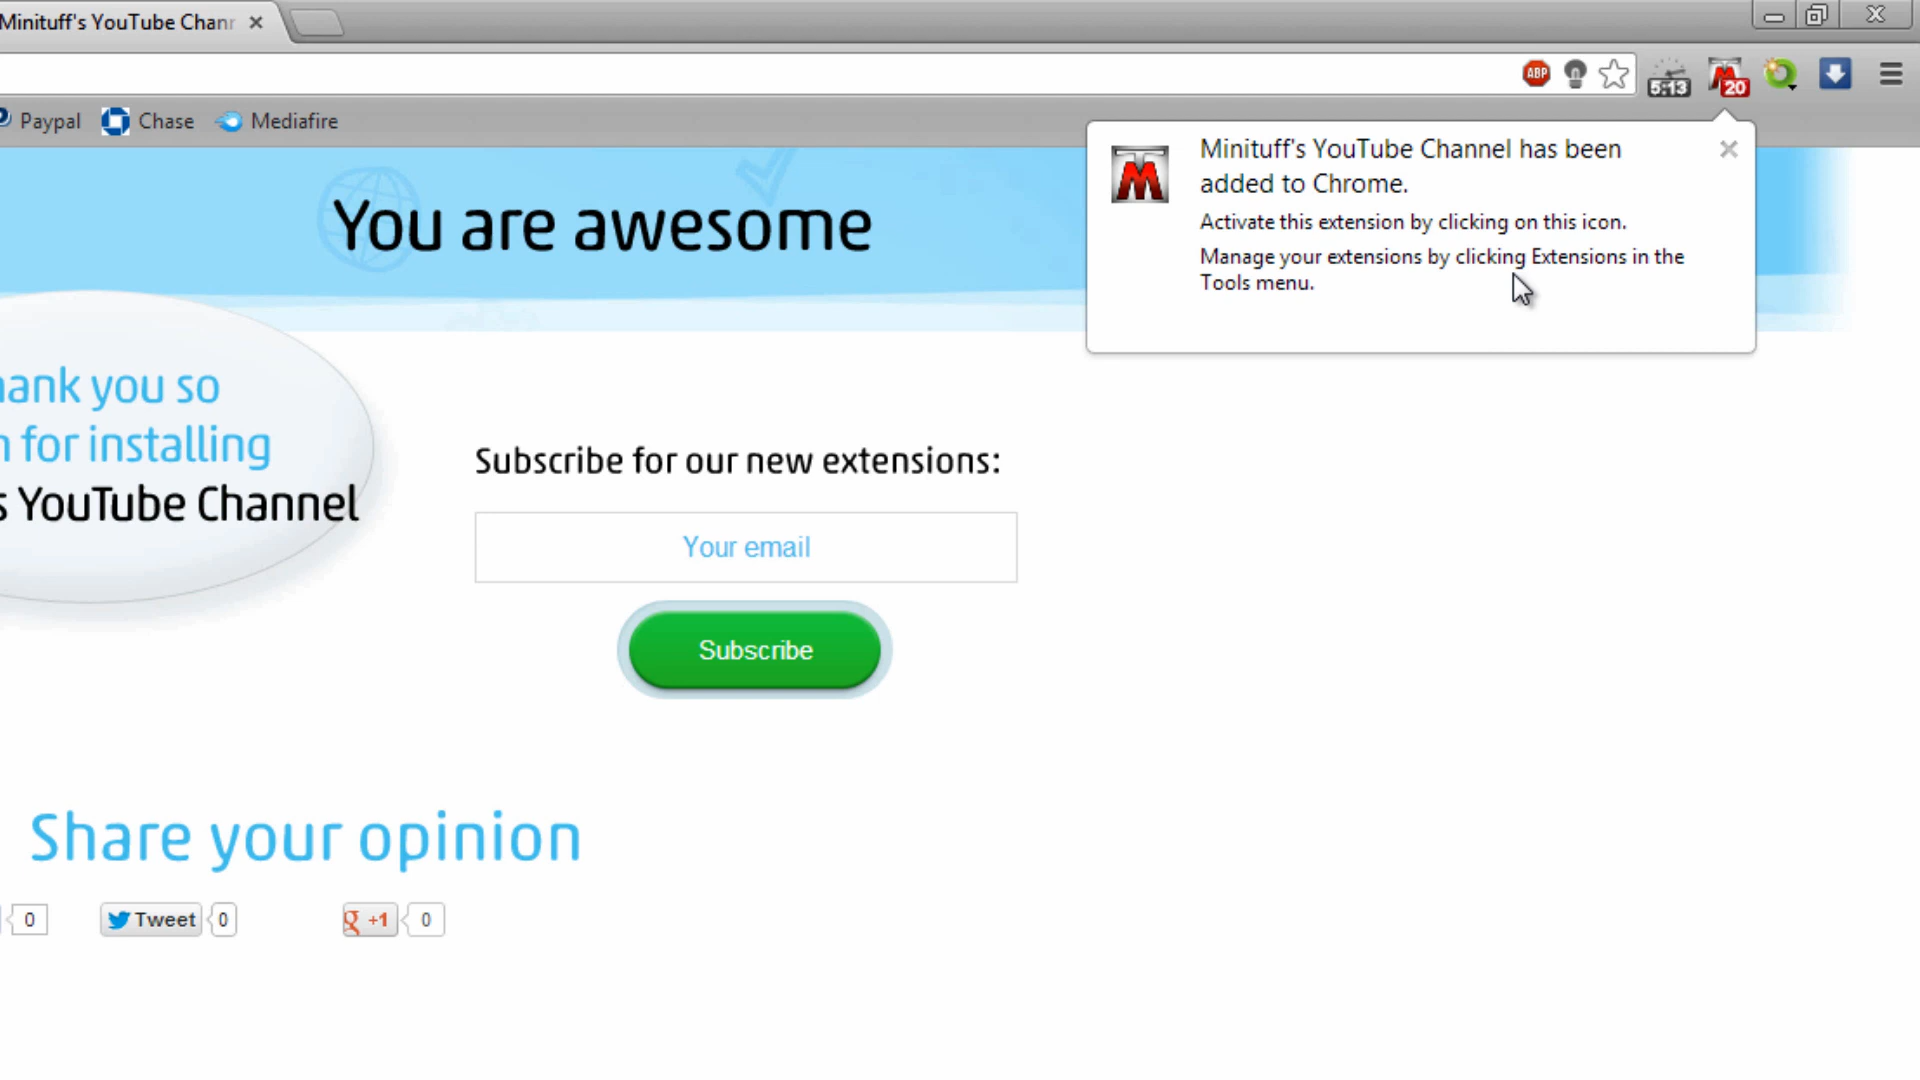 Minituff's YouTube Chann
ABP
5:13
20
Paypal
Chase
Mediafire
Minituff's YouTube Channel has been
added to Chrome.
Activate this extension by clicking on this icon.
Manage your extensions by clicking Extensions in the
Tools menu.
You are awesome
hank you so
for installing
s YouTube Channel
Subscribe for our new extensions:
Your email
Subscribe
Share your opinion
0
Tweet
0
g +1
0